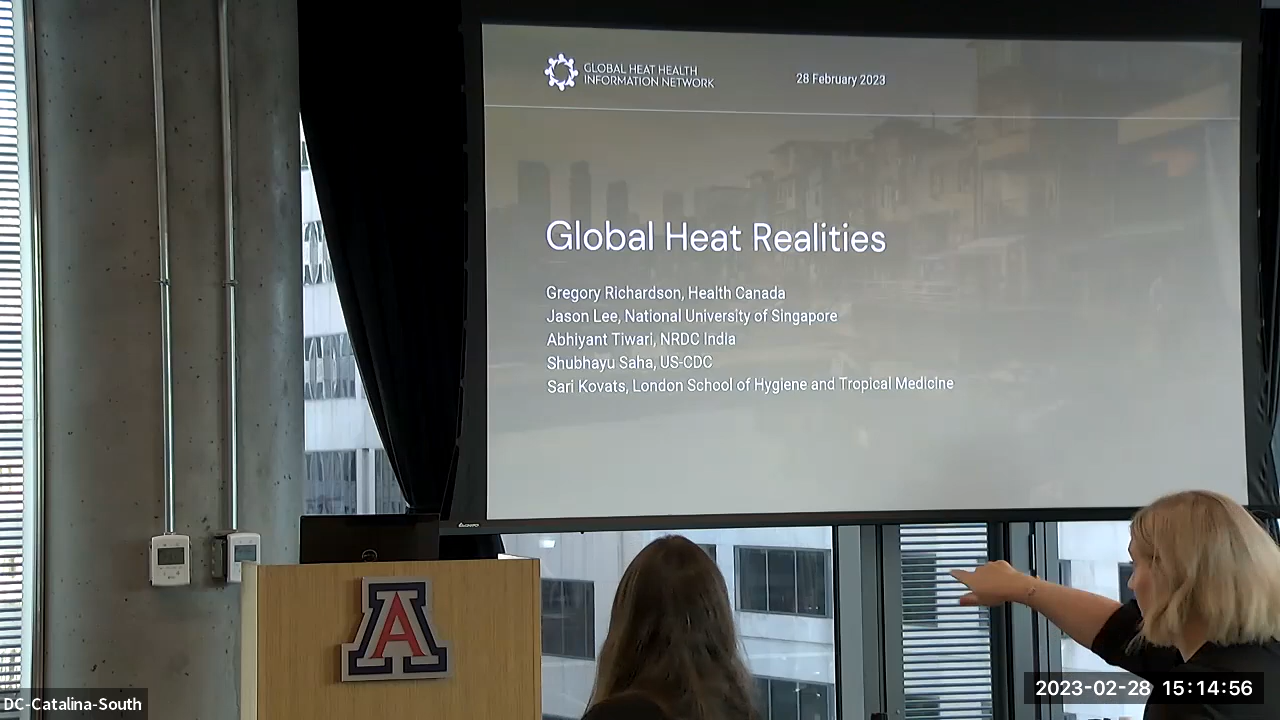 GLOBAL HEAT HEALTH
INFORMATION NETWORK
28 February 2023
Global Heat Realities
Gregory Richardson, Health Canada
Jason Lee, National University of Singapore
Abhiyant Tiwari, NRDC India
Shubhayu Saha, US-CDC
Sari Kovats, London School of Hygiene and Tropical Medicine
A
DC-Catalina-South
2023-02-28 15:14:56